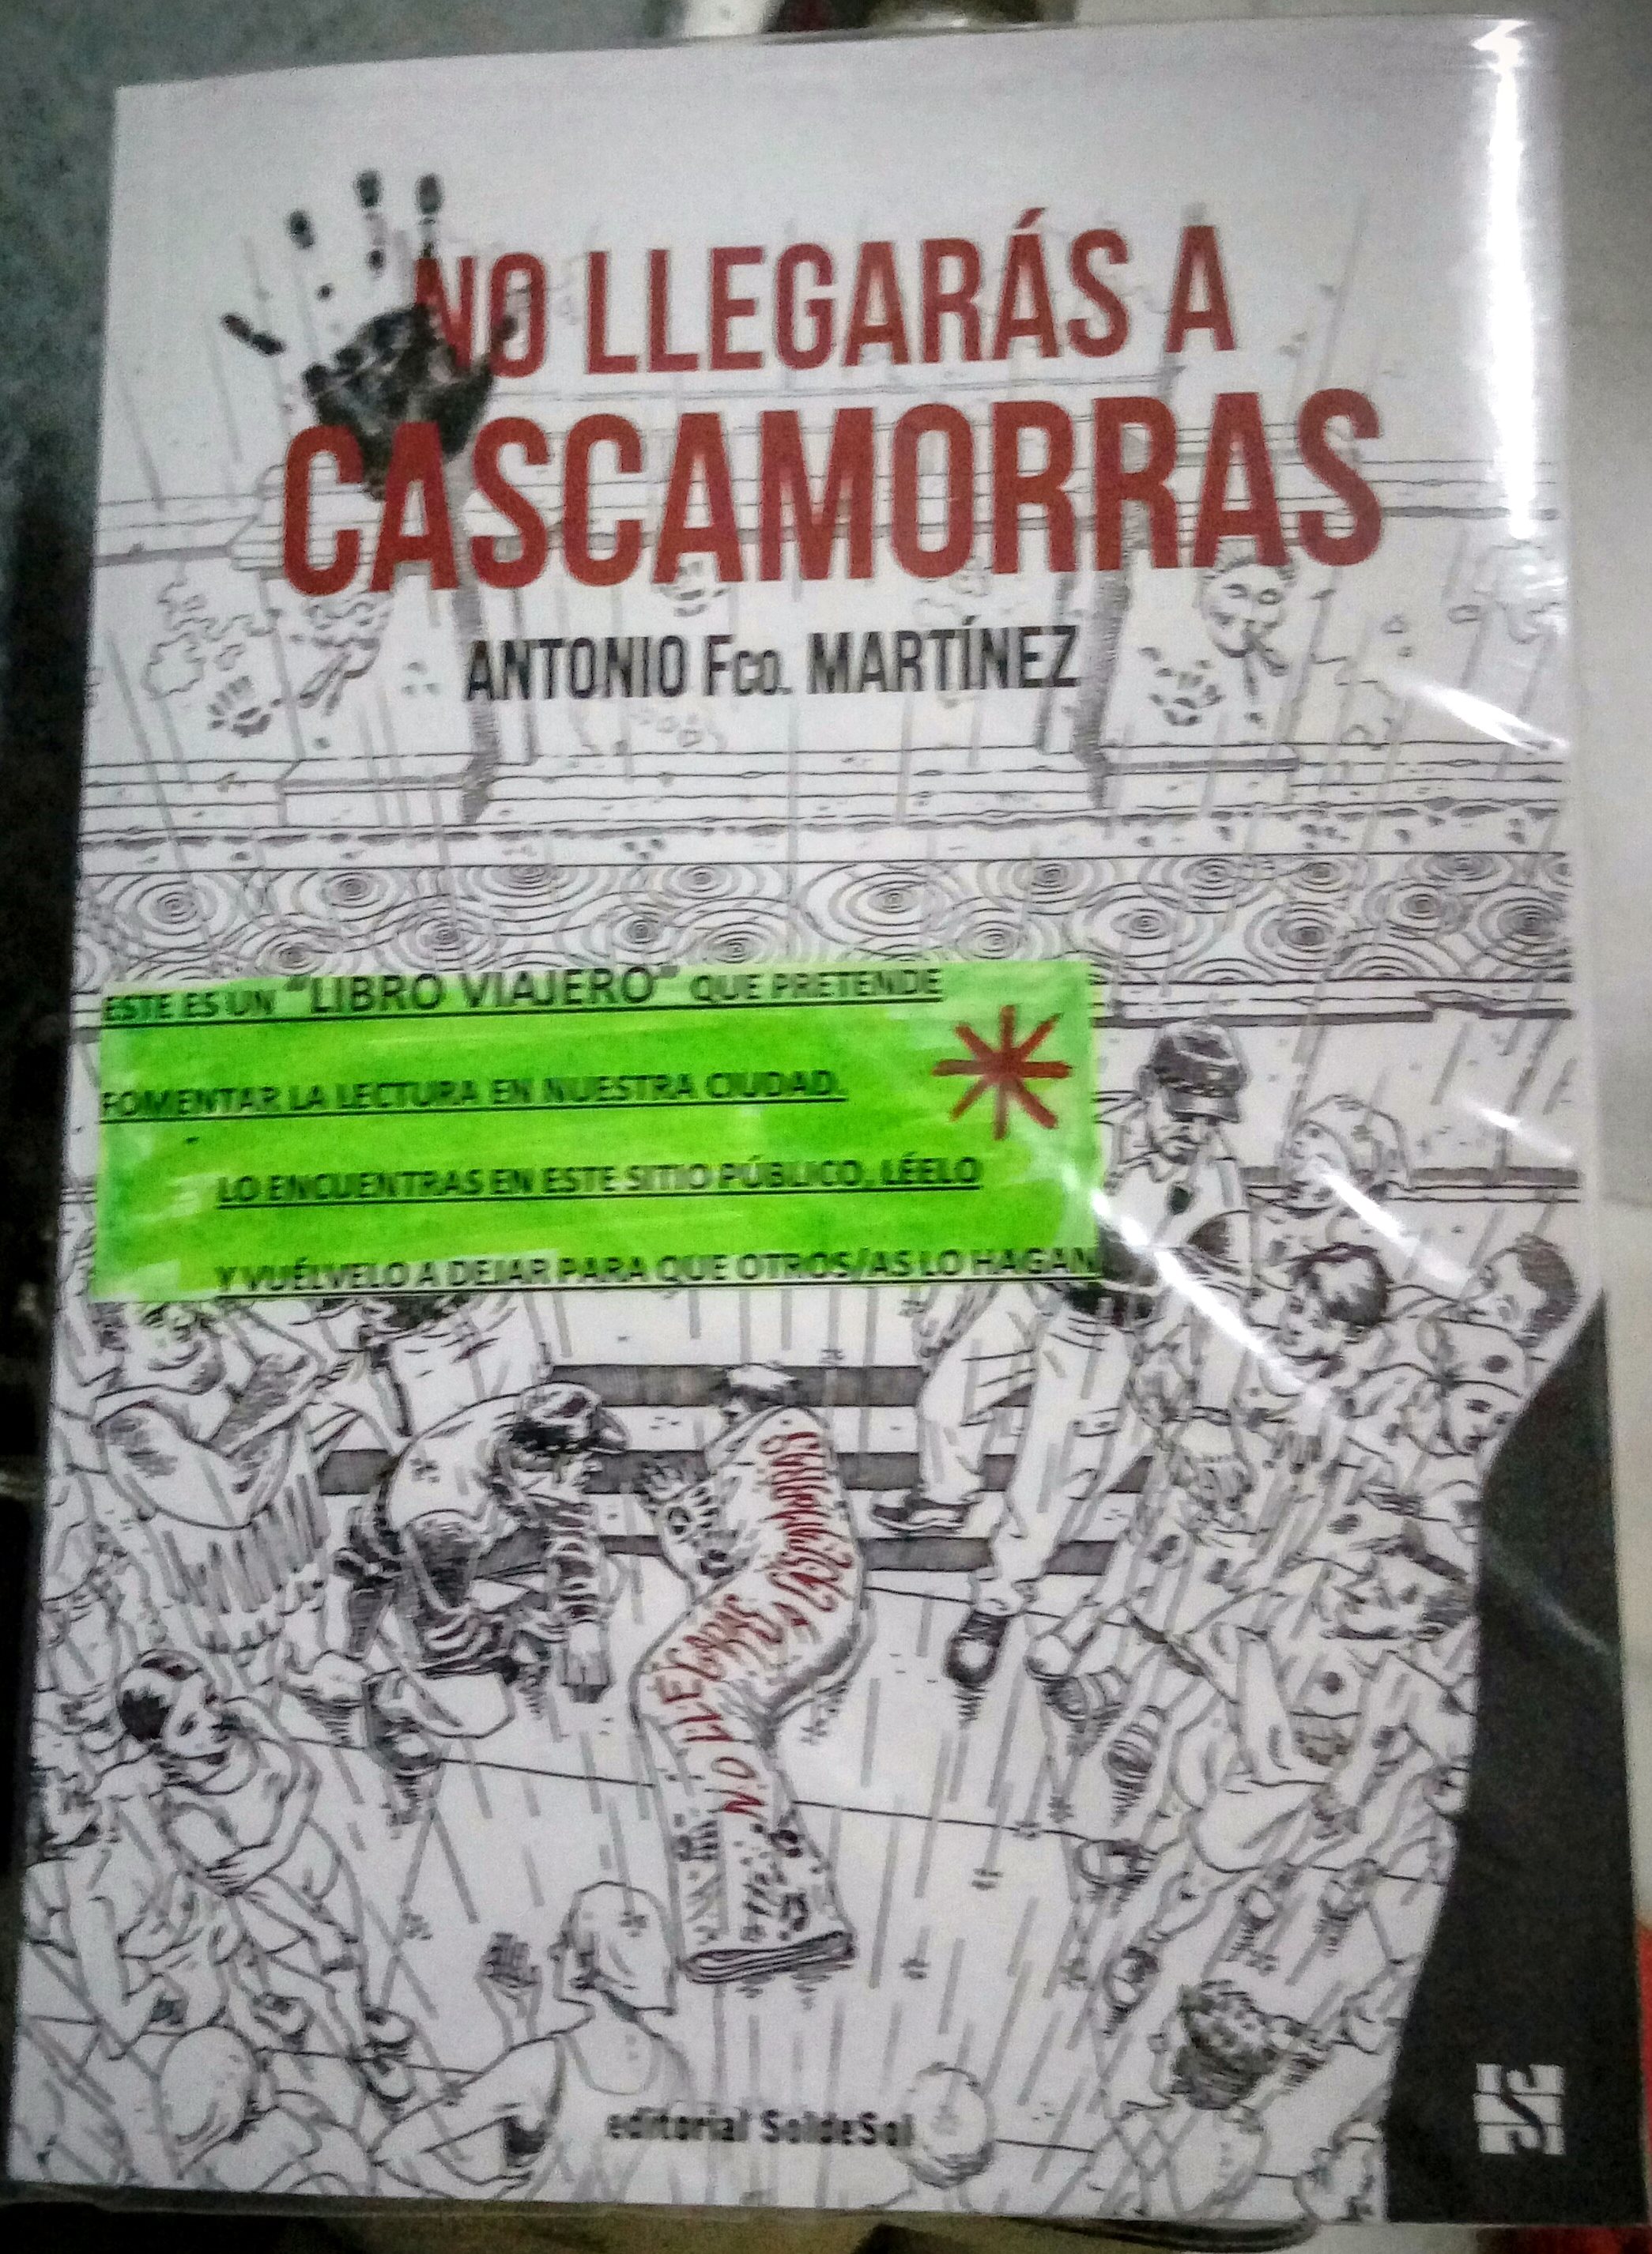 NO LLEGARÁS A
CASCAMORRAS
ANTONIO Fco. MARTÍNEZ
ESTE ES UN "LIBRO VIAJERO" QUE PRETENDE
FOMENTAR LA LECTURA EN NUESTRA CIUDAD.
LO ENCUENTRAS EN ESTE SITIO PÚBLICO, LÉELO
Y VUÉLVELO A DEJAR PARA QUE OTROS/AS LO HAGAN
NO LLEGARÁS
A CASCAMORRAS
editorial SoldeSol